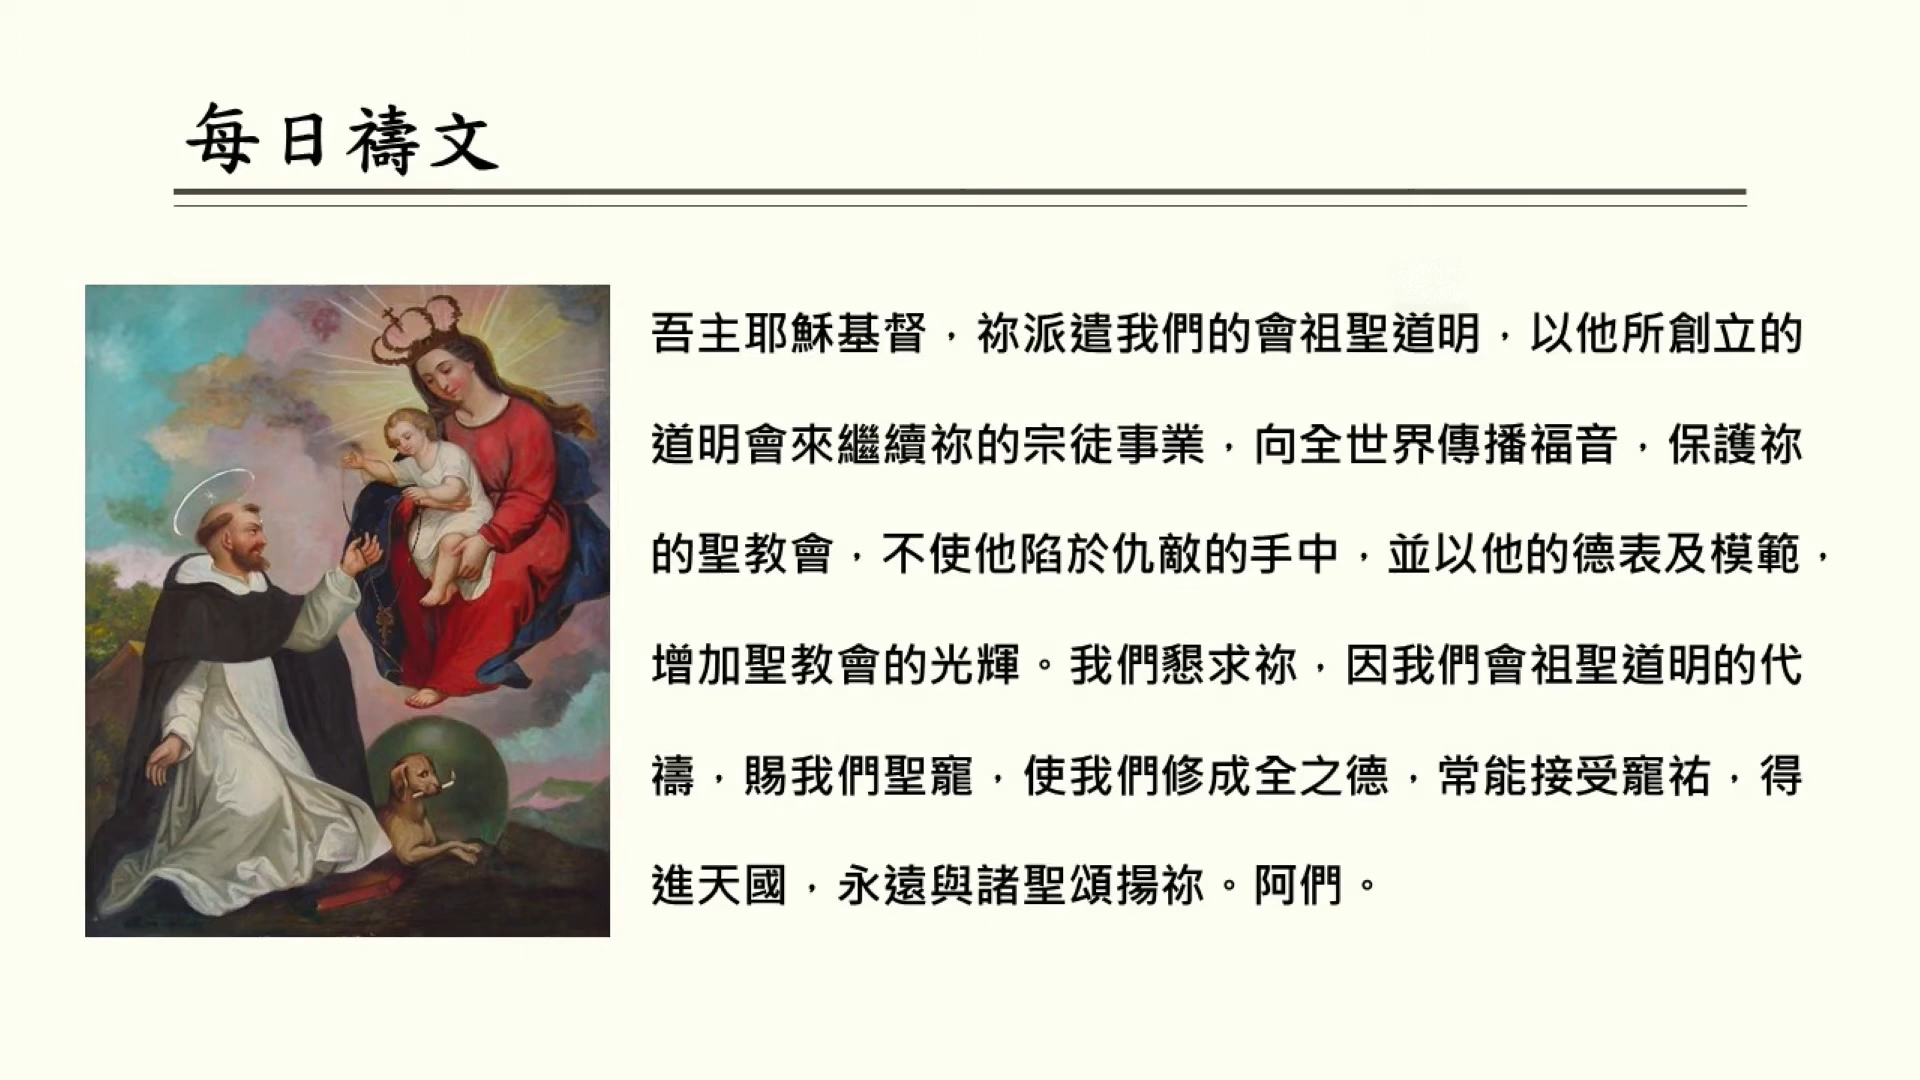 每日禱文
吾主耶穌基督，祢派遣我們的會祖聖道明，以他所創立的
道明會來繼續祢的宗徒事業，向全世界傳播福音，保護祢
的聖教會，不使他陷於仇敵的手中，並以他的德表及模範，
增加聖教會的光輝。我們懇求祢，因我們會祖聖道明的代
禱，賜我們聖寵，使我們修成全之德，常能接受寵祐，得
進天國，永遠與諸聖頌揚祢。阿們。